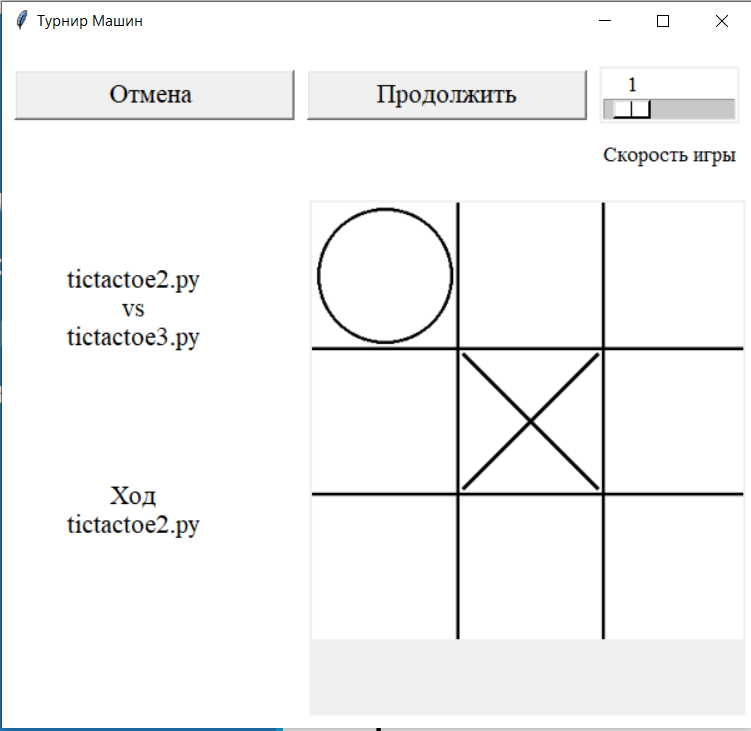 Турнир Машин
Отмена
Продолжить
1
Скорость игры
tictactoe2.py
vs
tictactoe3.py
Ход
tictactoe2.py